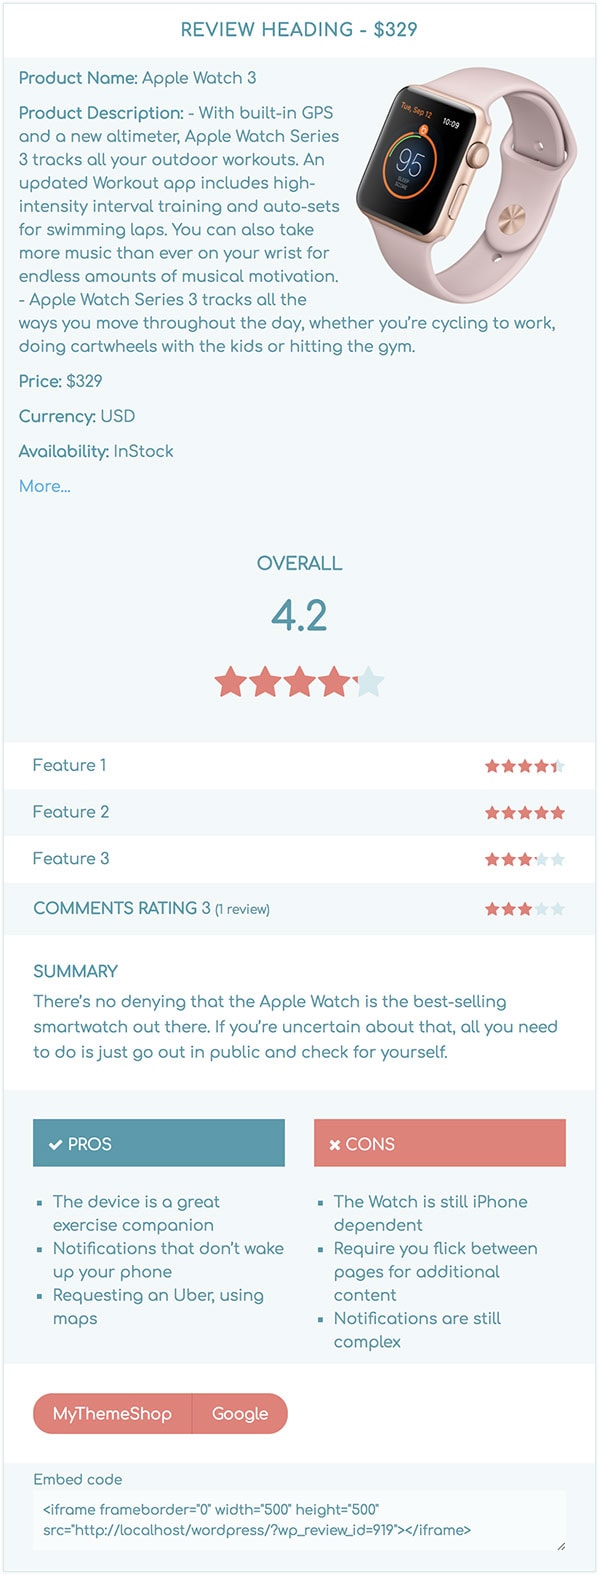 REVIEW HEADING - $329
Product Name: Apple Watch 3
Product Description: - With built-in GPS
and a new altimeter, Apple Watch Series
3 tracks all your outdoor workouts. An
updated Workout app includes high-
intensity interval training and auto-sets
for swimming laps. You can also take
more music than ever on your wrist for
endless amounts of musical motivation.
- Apple Watch Series 3 tracks all the
ways you move throughout the day, whether you’re cycling to work,
doing cartwheels with the kids or hitting the gym.
Tue, Sep 12
10:09
95
SLEEP
SCORE
Price: $329
Currency: USD
Availability: InStock
More...
OVERALL
4.2
Feature 1
Feature 2
Feature 3
COMMENTS RATING 3 (1 review)
SUMMARY
There’s no denying that the Apple Watch is the best-selling
smartwatch out there. If you’re uncertain about that, all you need
to do is just go out in public and check for yourself.
PROS
The device is a great
exercise companion
Notifications that don’t wake
up your phone
Requesting an Uber, using
maps
CONS
The Watch is still iPhone
dependent
Require you flick between
pages for additional
content
Notifications are still
complex
MyThemeShop
Google
Embed code
<iframe frameborder="0" width="500" height="500"
src="http://localhost/wordpress/?wp_review_id=919"></iframe>